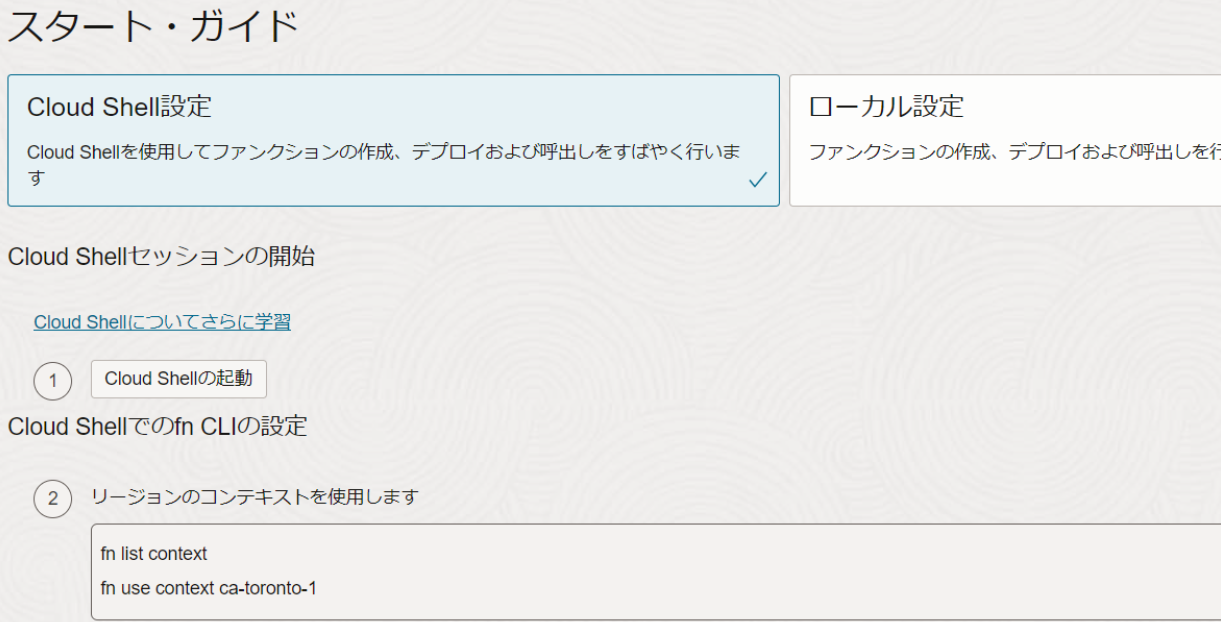 スタート・ガイド
Cloud Shell設定
Cloud Shellを使用してファンクションの作成、デプロイおよび呼出しをすばやく行いま
す
ローカル設定
ファンクションの作成、デプロイおよび呼出しを行
Cloud Shellセッションの開始
Cloud Shellについてさらに学習
1 Cloud Shellの起動
Cloud Shellでのfn CLIの設定
2 リージョンのコンテキストを使用します
fn list context
fn use context ca-toronto-1